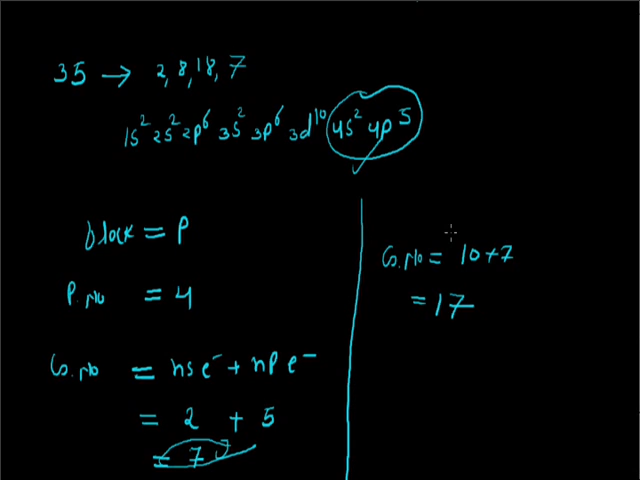 35 → 2, 8, 18, 7
1s² 2s² 2p⁶ 3s² 3p⁶ 3d¹⁰ 4s² 4p⁵
block = P
P. No = 4
G. No = ns e⁻ + np e⁻
= 2 + 5
= 7
G. No = 10+7
= 17